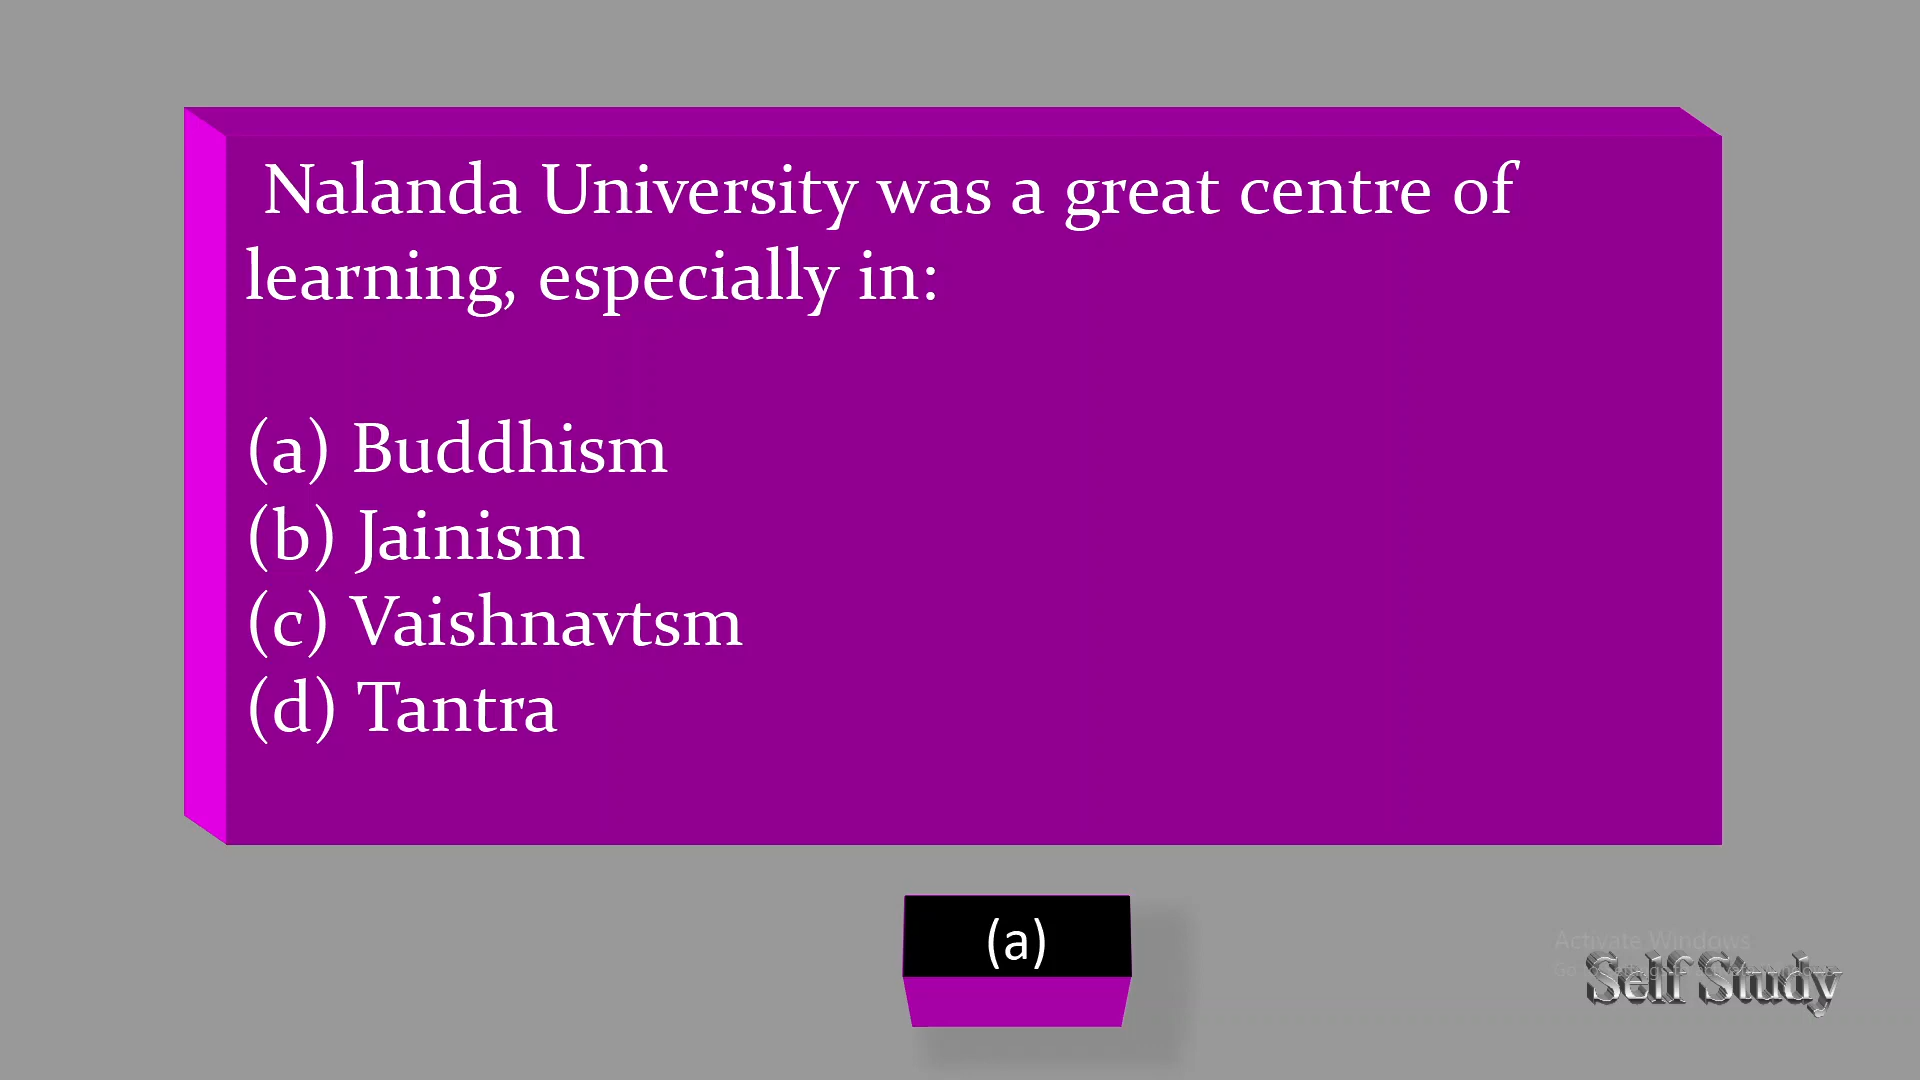 Nalanda University was a great centre of
learning, especially in:
(a) Buddhism
(b) Jainism
(c) Vaishnavtsm
(d) Tantra
(a)
Activate Windows
Self Study